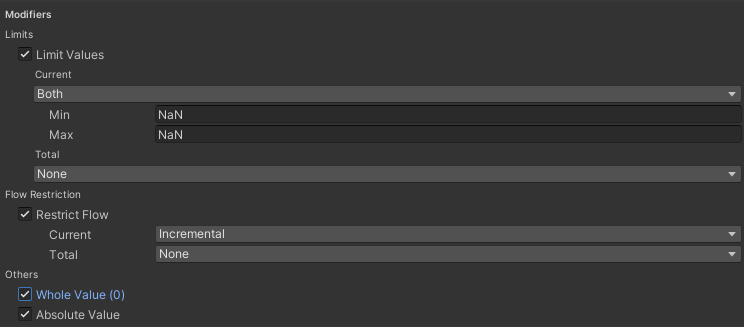 Modifiers
Limits
Limit Values
Current
Both
Min NaN
Max NaN
Total
None
Flow Restriction
Restrict Flow
Current Incremental
Total None
Others
Whole Value (0)
Absolute Value